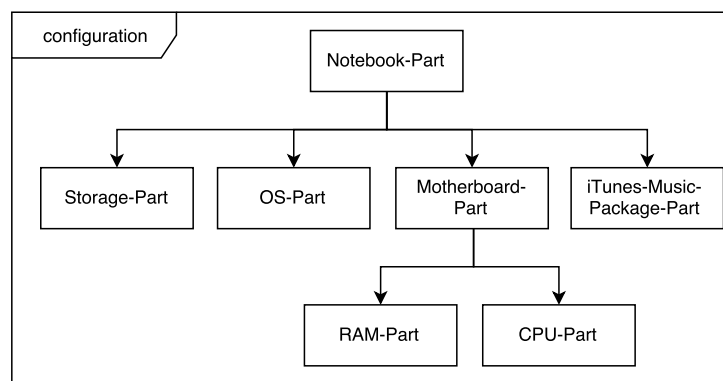 configuration
Notebook-Part
Storage-Part
OS-Part
Motherboard-
Part
iTunes-Music-
Package-Part
RAM-Part
CPU-Part